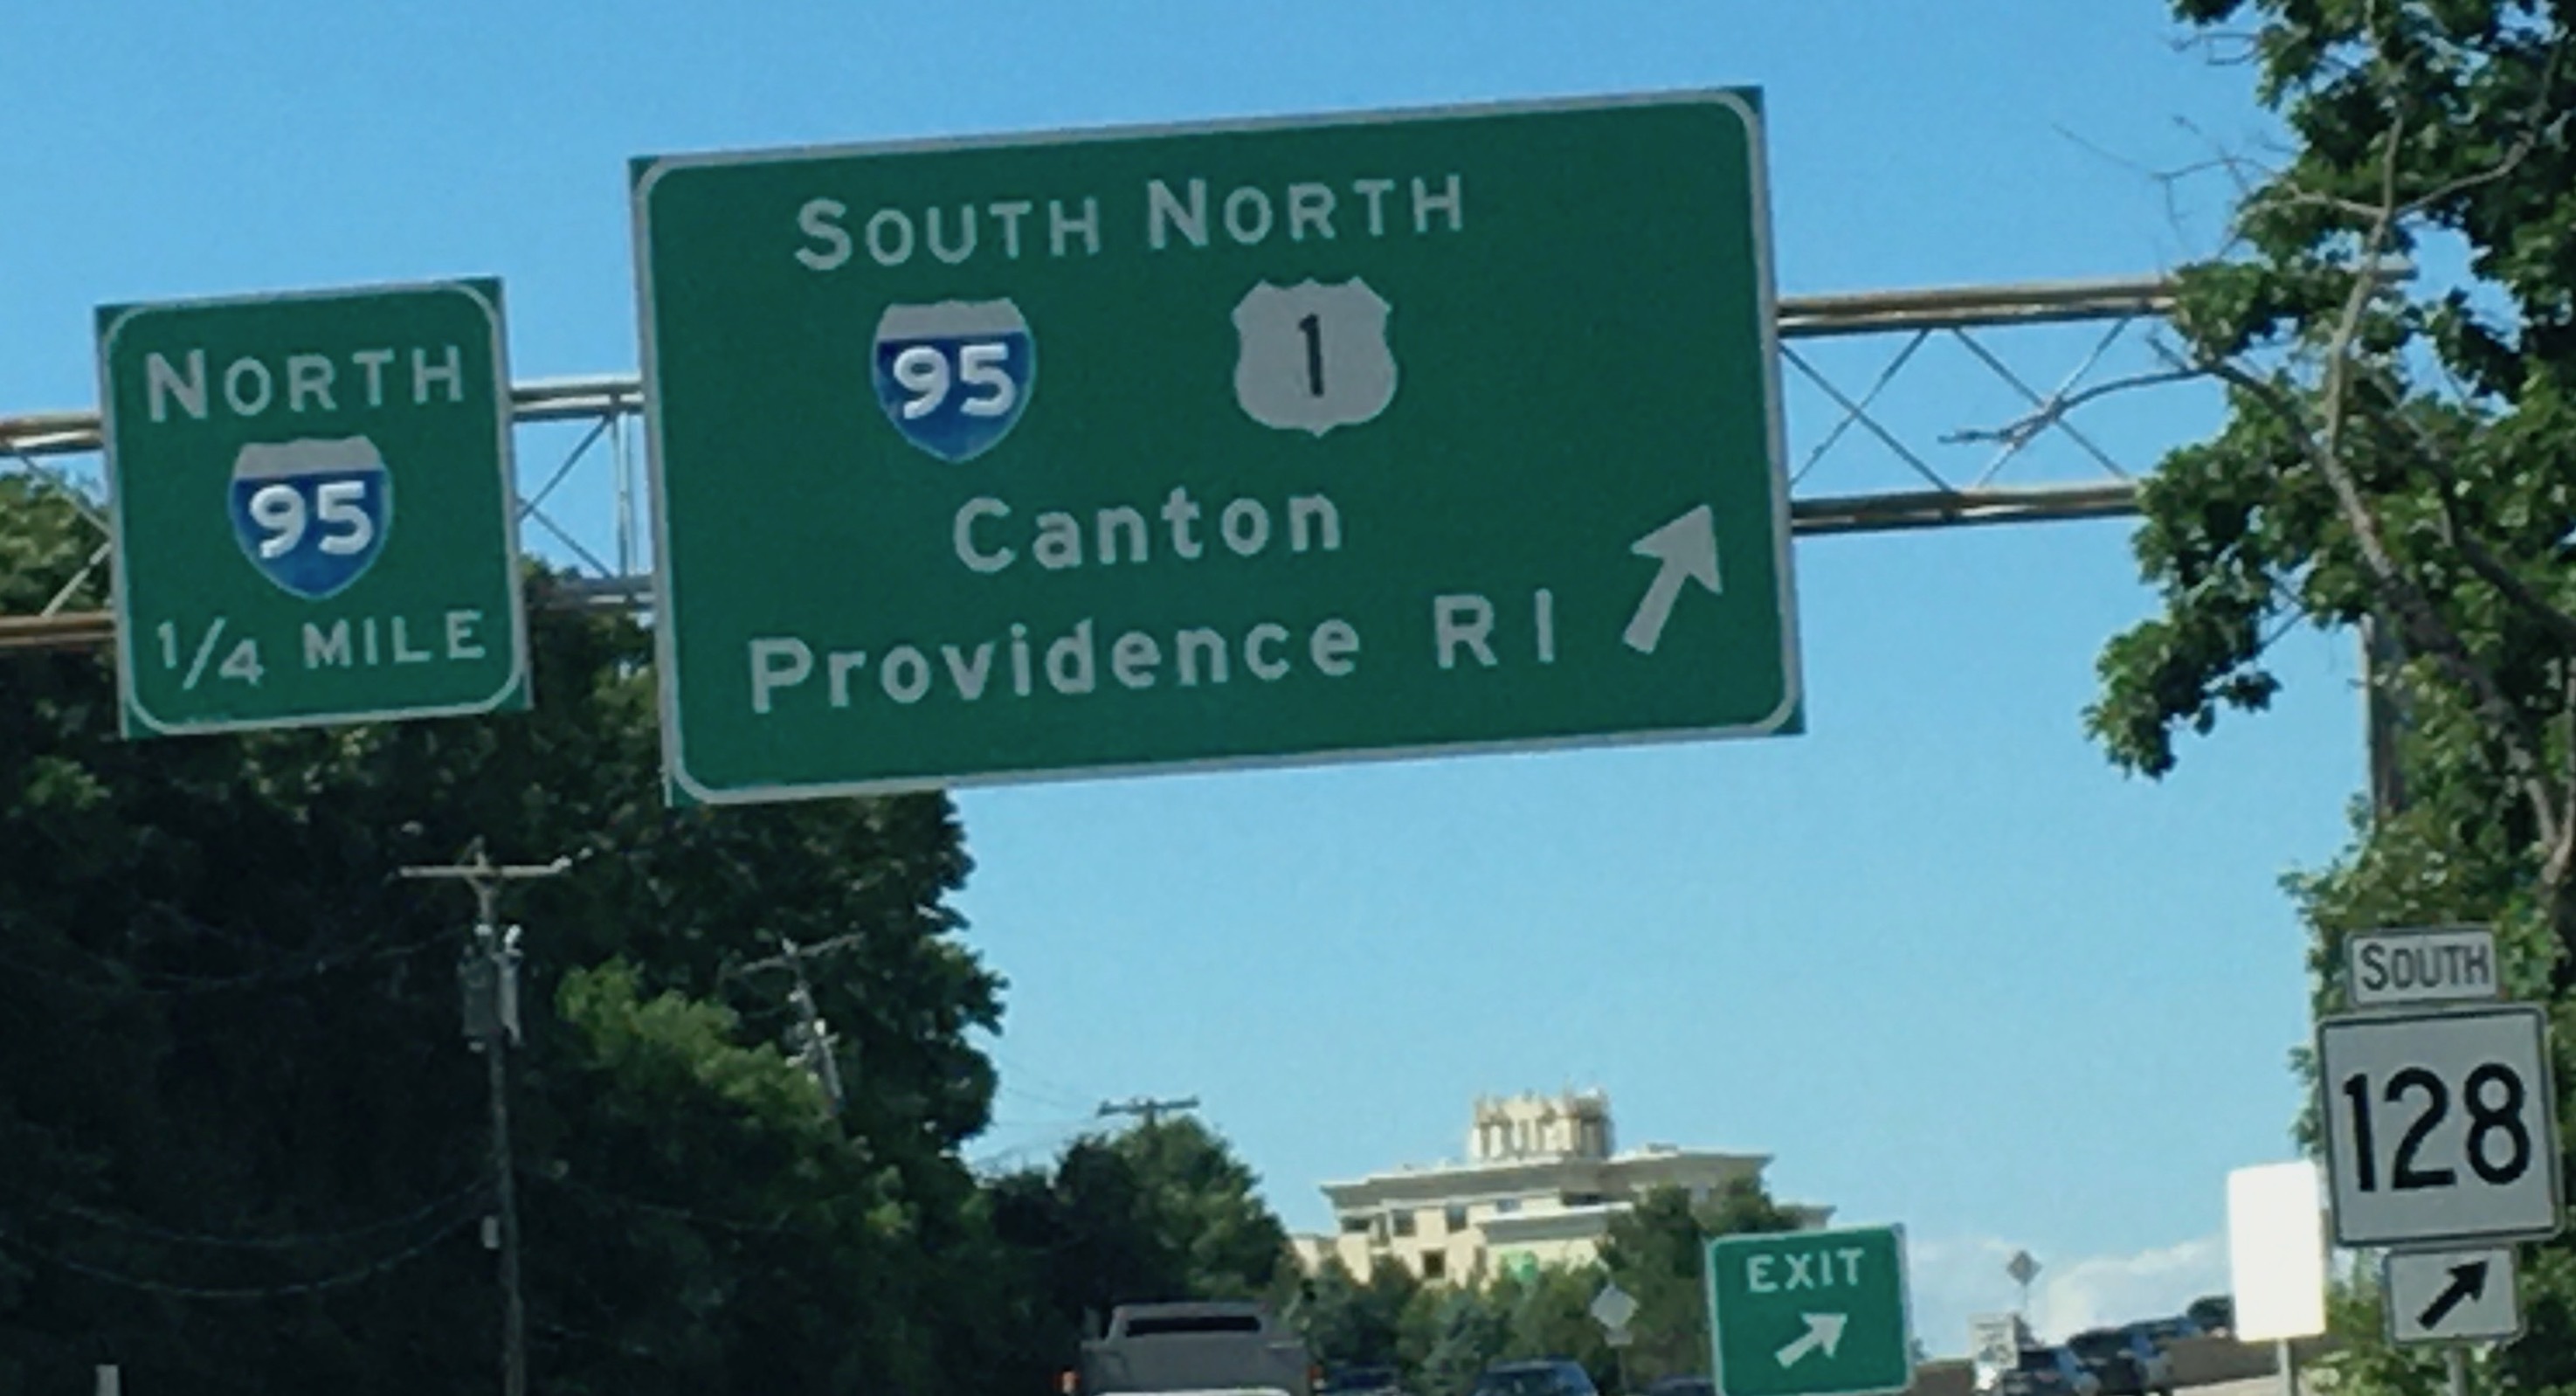 NORTH
95
1/4 MILE
SOUTH NORTH
95 1
Canton
Providence RI
EXIT
SOUTH
128